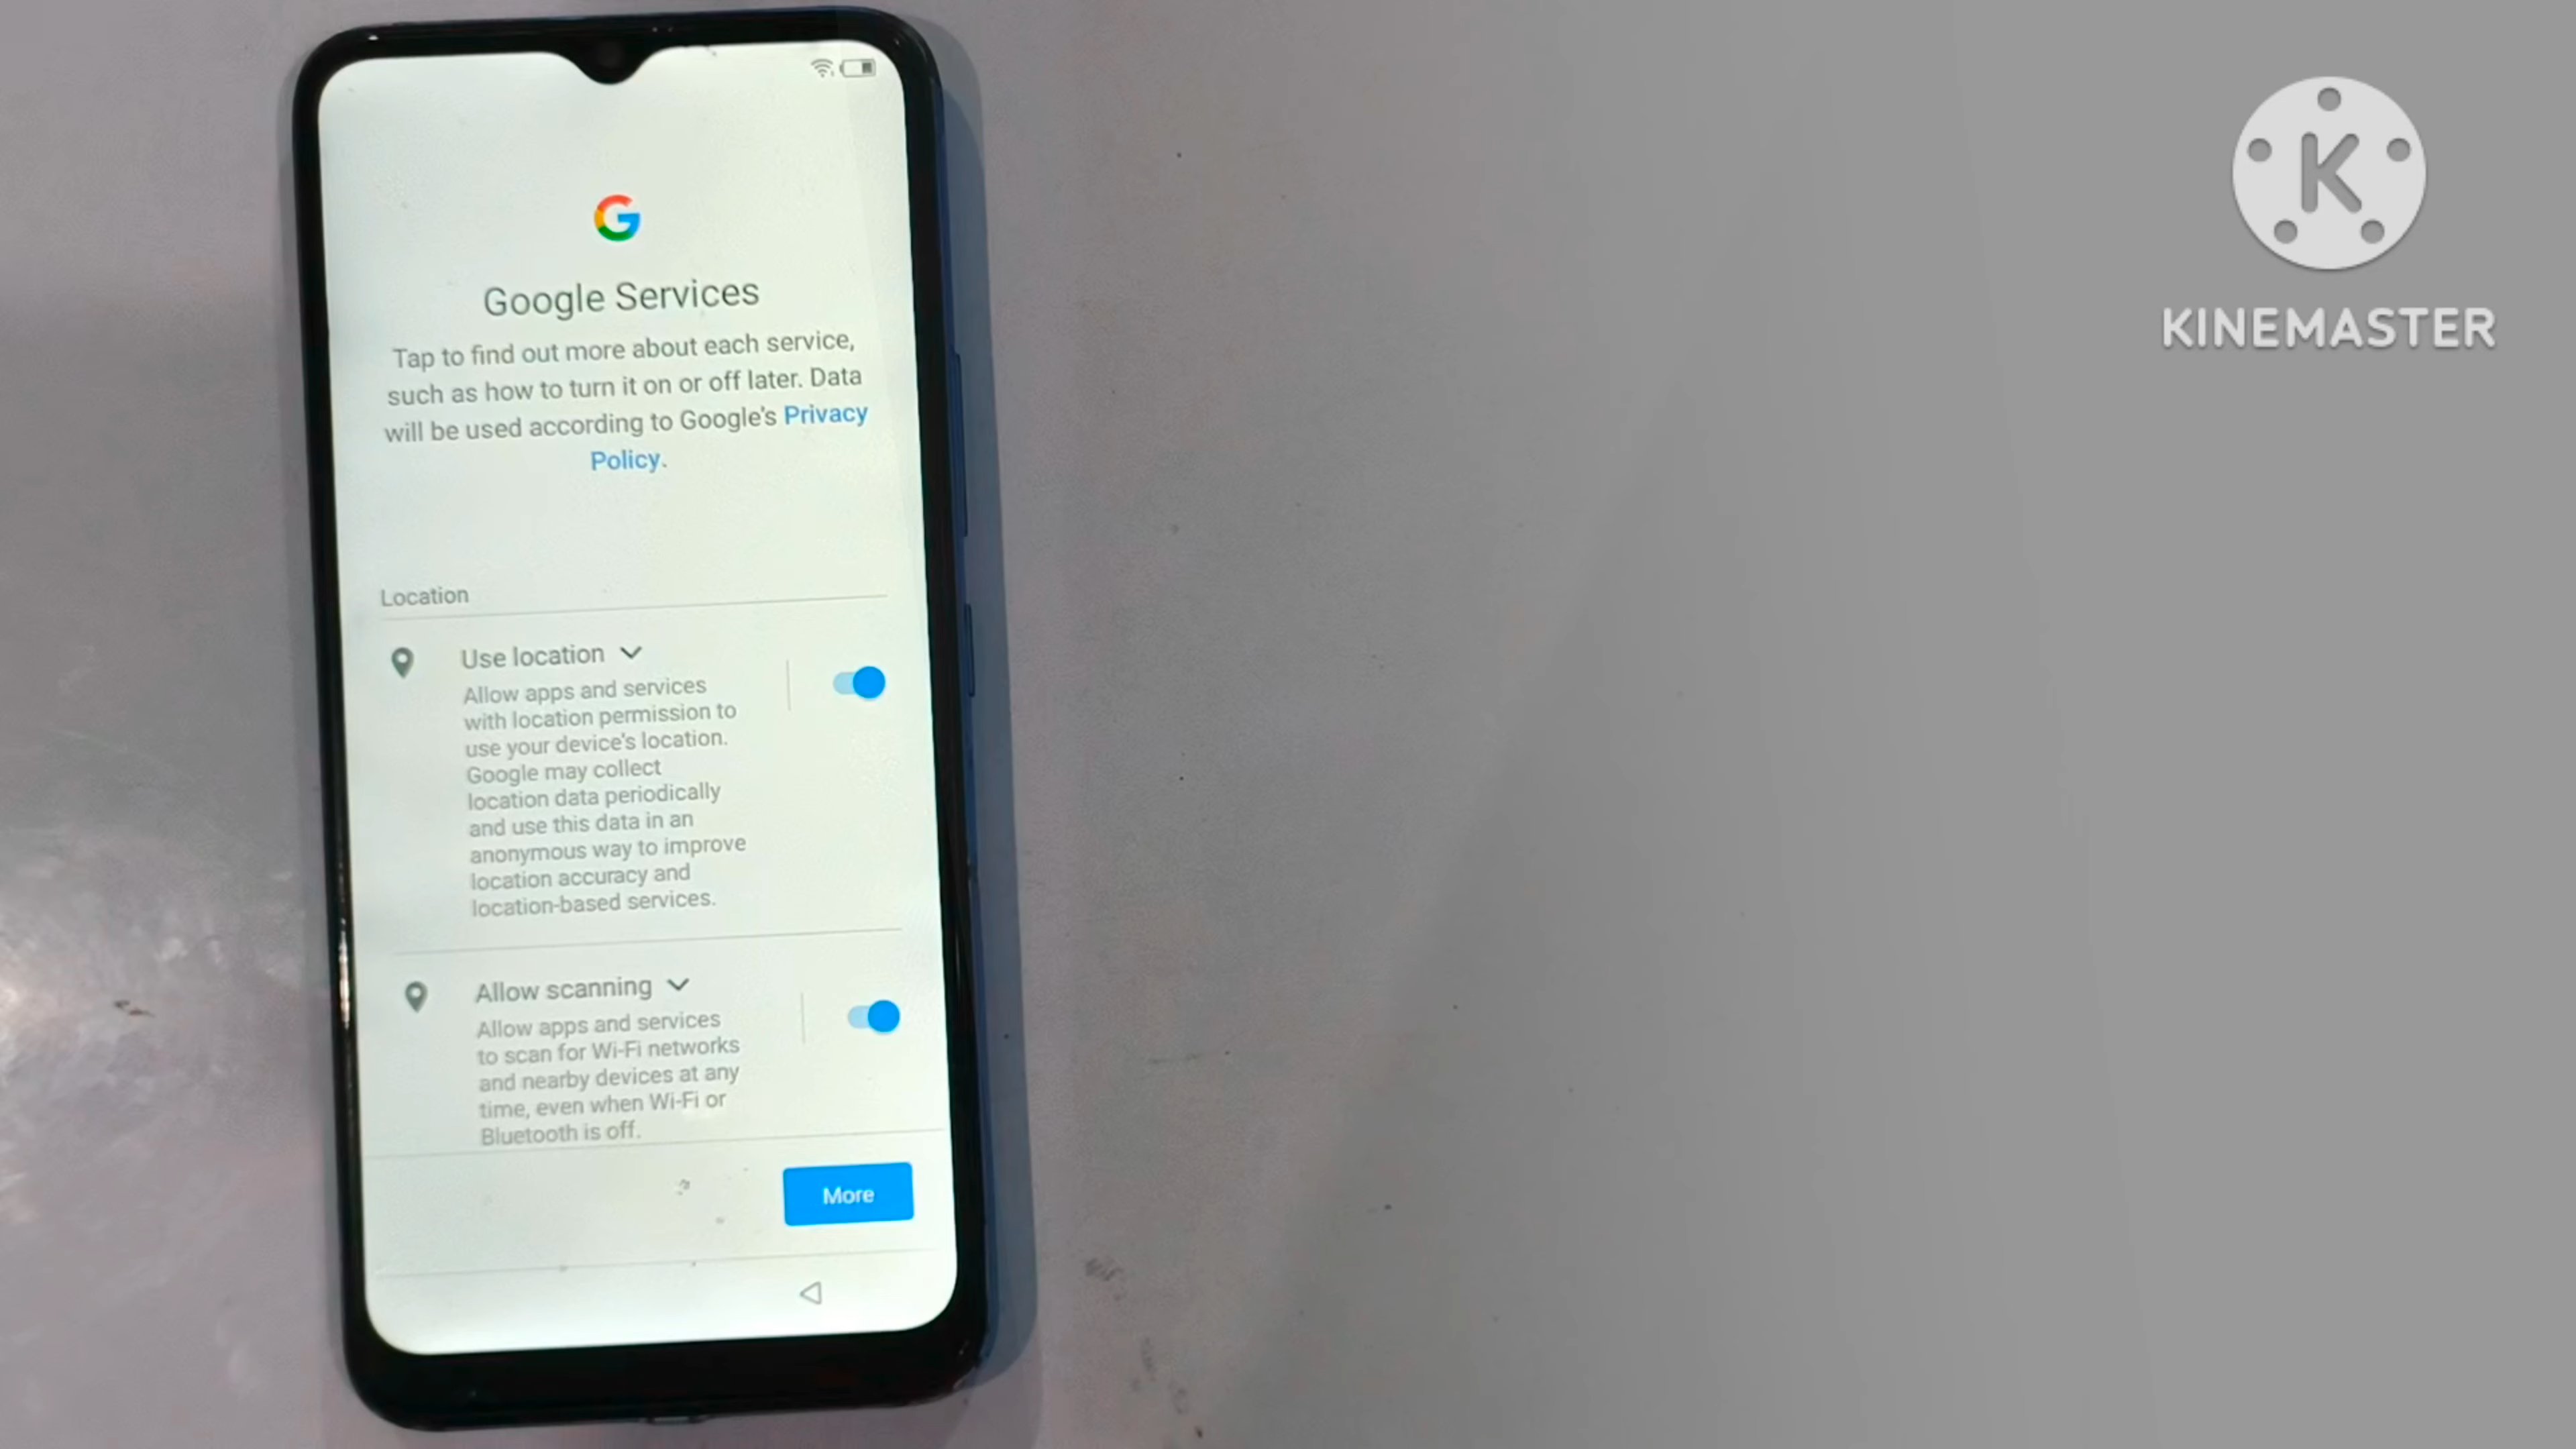 Google Services
Tap to find out more about each service,
such as how to turn it on or off later. Data
will be used according to Google's Privacy
Policy.
Location
Use location
Allow apps and services
with location permission to
use your device's location.
Google may collect
location data periodically
and use this data in an
anonymous way to improve
location accuracy and
location-based services.
Allow scanning
Allow apps and services
to scan for Wi-Fi networks
and nearby devices at any
time, even when Wi-Fi or
Bluetooth is off.
More
K
KINEMASTER